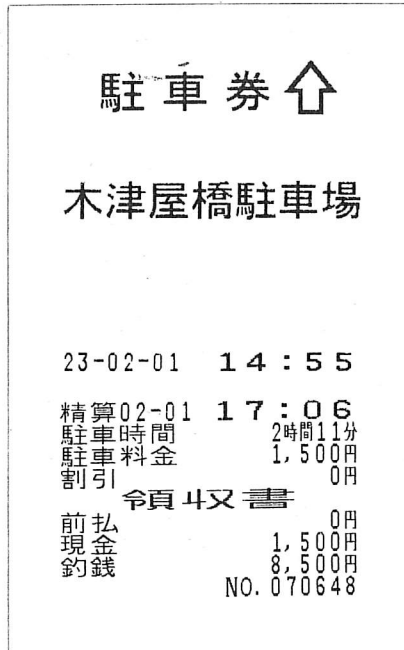 駐車券⇧
木津屋橋駐車場
23-02-01 14:55
精算02-01 17:06
駐車時間 2時間11分
駐車料金 1,500円
割引 0円
領収書
前払 0円
現金 1,500円
釣銭 8,500円
NO.070648